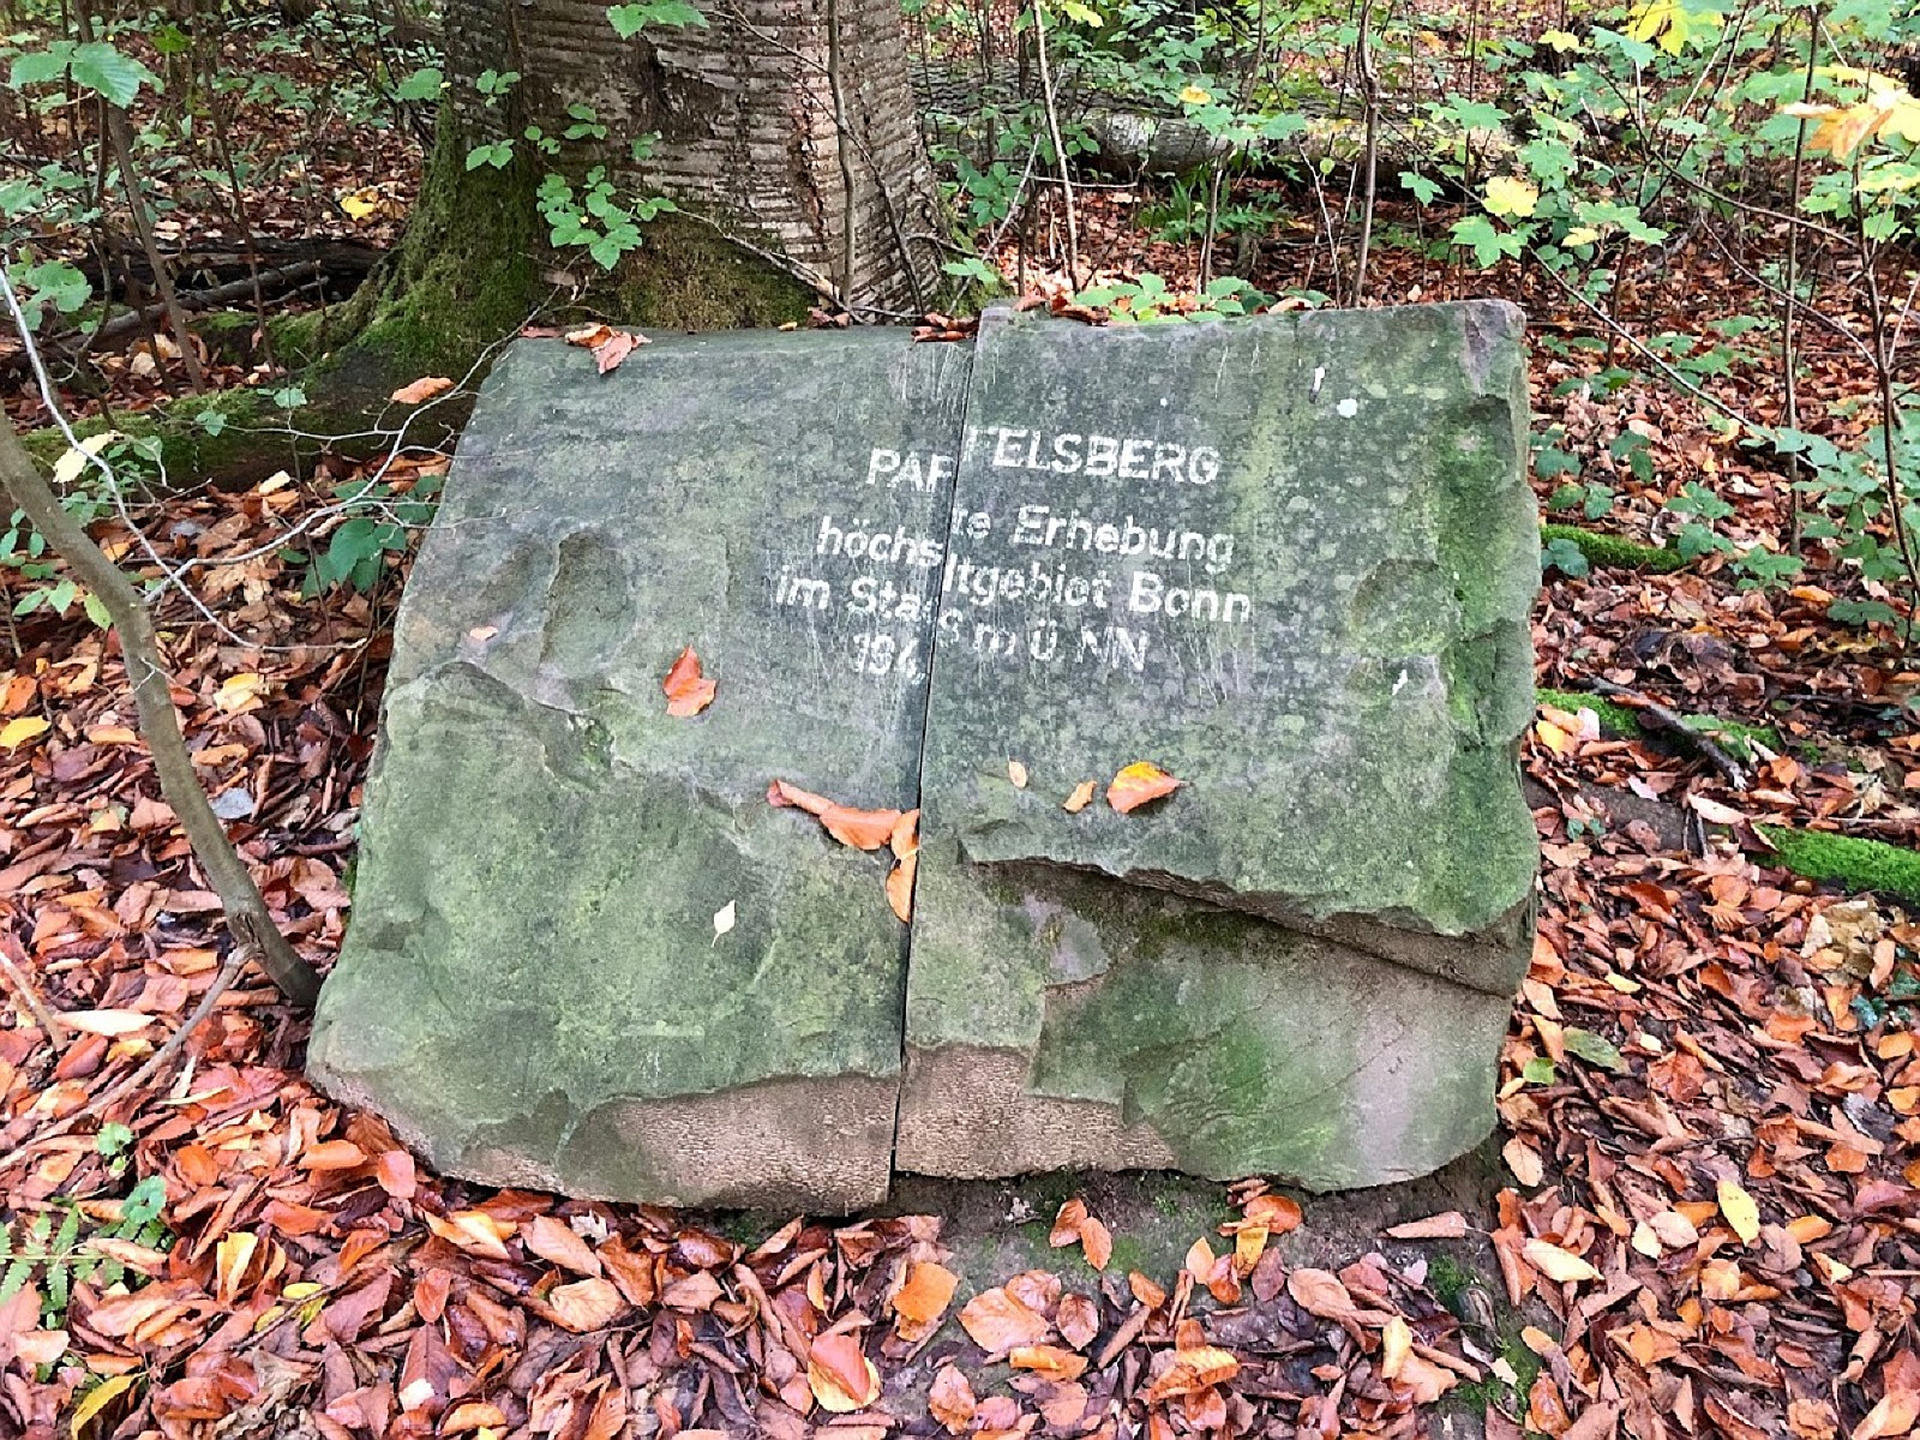 PAFFELSBERG
höchste Erhebung
im Stadtgebiet Bonn
194,8 m ü NN